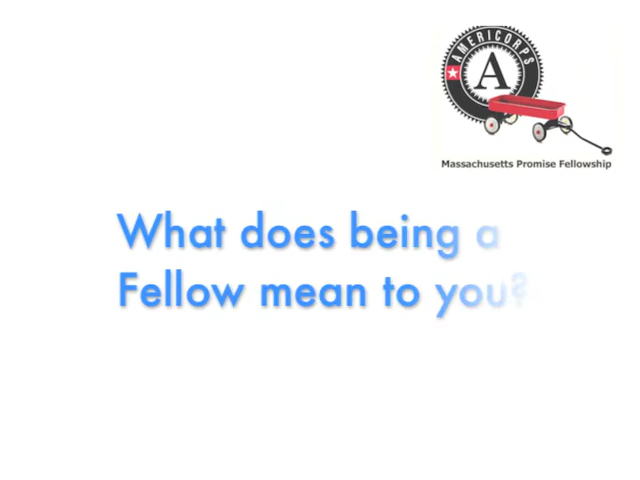 AMERICORPS
A
Massachusetts Promise Fellowship
What does being a
Fellow mean to you?